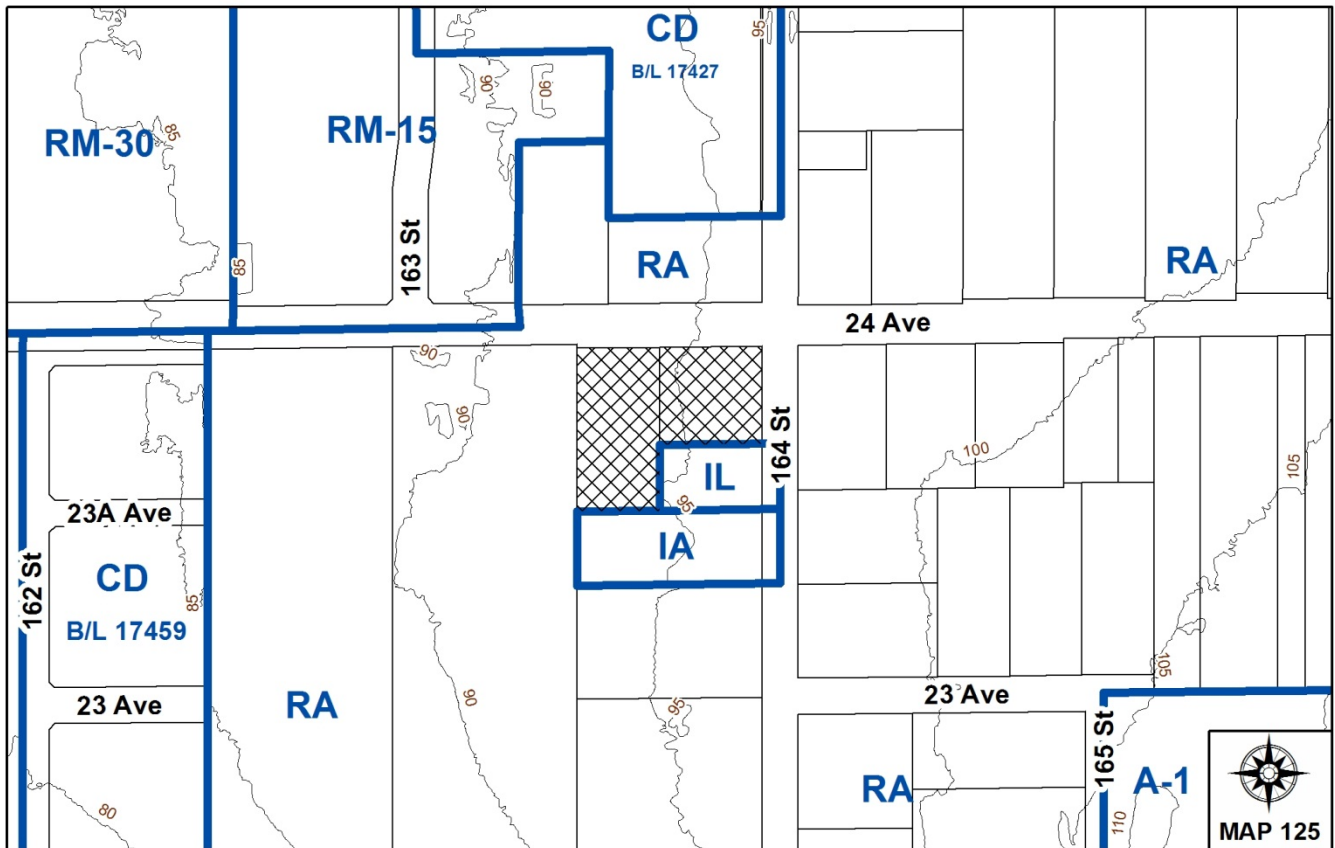 CD
95
B/L 17427
90
90
RM-30
85
RM-15
163 St
85
RA
RA
24 Ave
90
90
164 St
100
IL
105
95
23A Ave
IA
162 St
CD
85
B/L 17459
105
23 Ave
RA
90
95
23 Ave
165 St
RA
A-1
80
110
MAP 125